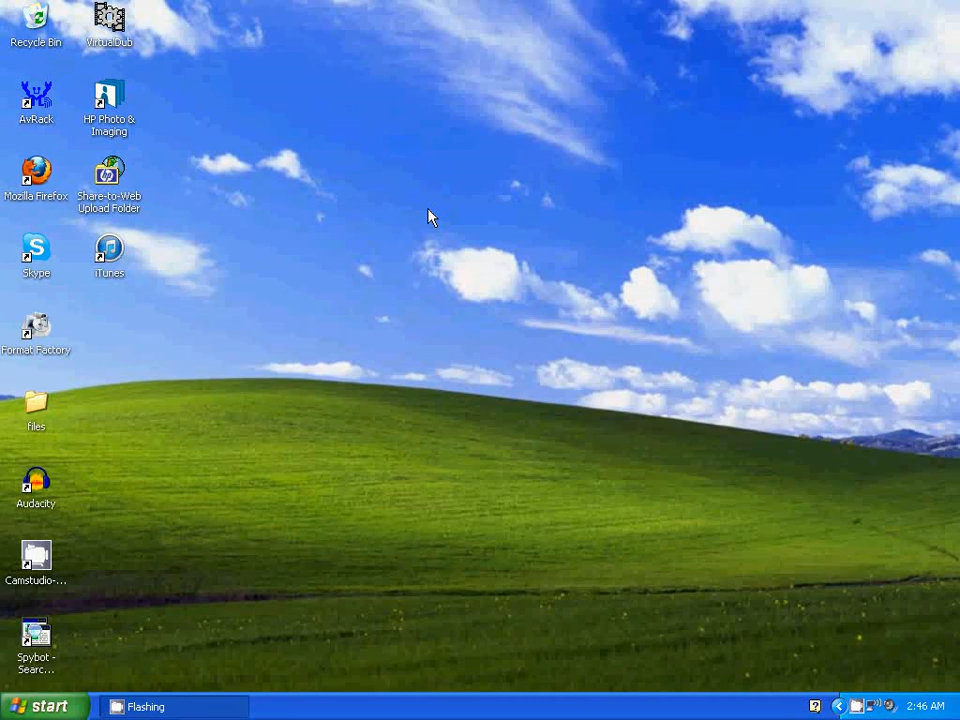 Recycle Bin
VirtualDub
AvRack
HP Photo &
Imaging
Mozilla Firefox
Share-to-Web
Upload Folder
Skype
iTunes
Format Factory
files
Audacity
Camstudio-...
Spybot -
Searc...
start
Flashing
2:46 AM